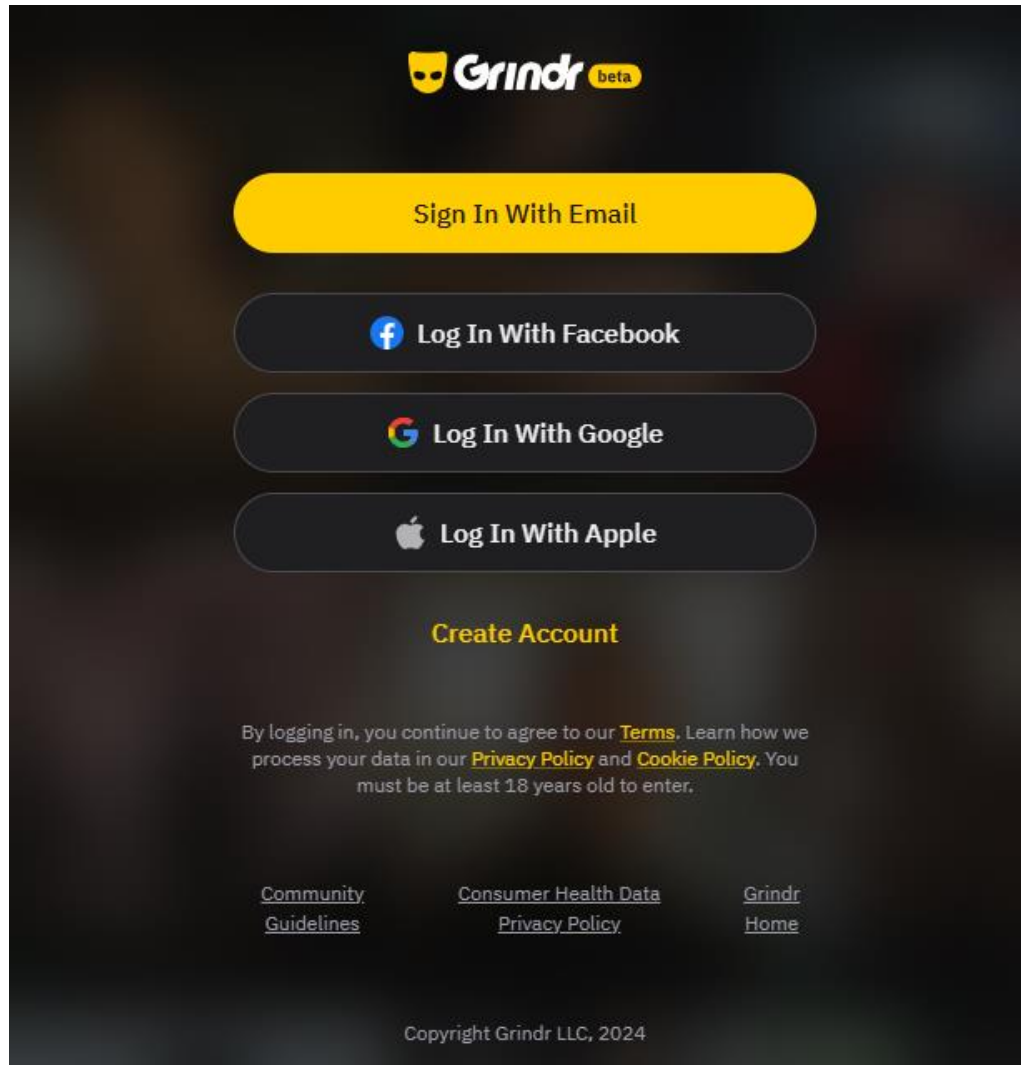 Grindr beta
Sign In With Email
Log In With Facebook
Log In With Google
Log In With Apple
Create Account
By logging in, you continue to agree to our Terms. Learn how we
process your data in our Privacy Policy and Cookie Policy. You
must be at least 18 years old to enter.
Community Guidelines
Consumer Health Data Privacy Policy
Grindr Home
Copyright Grindr LLC, 2024